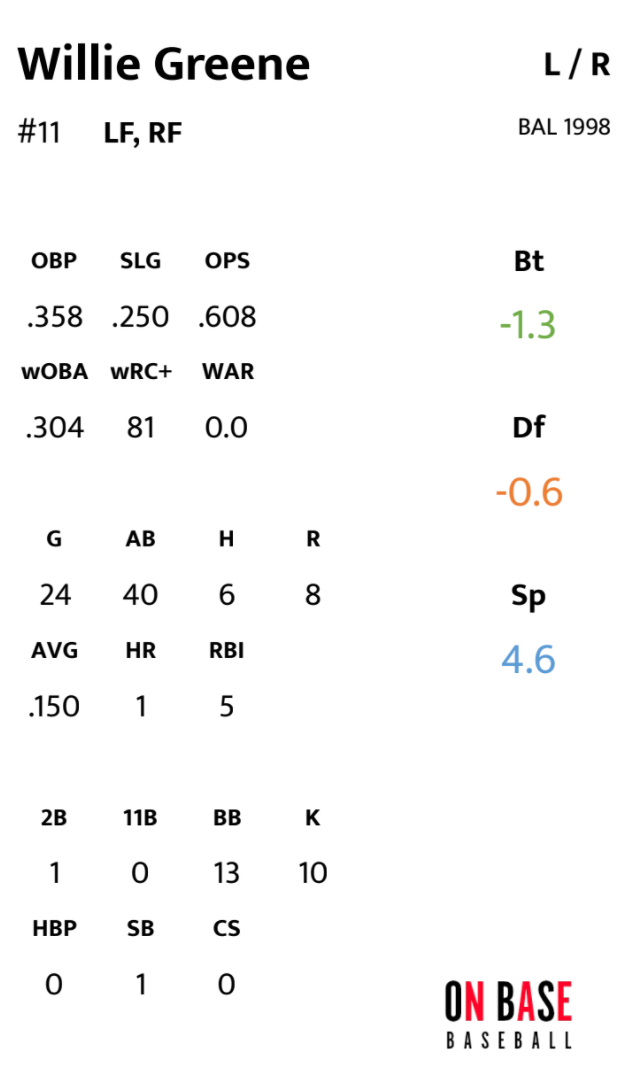 Willie Greene L / R
#11 LF, RF BAL 1998
OBP SLG OPS Bt
.358 .250 .608 -1.3
wOBA wRC+ WAR
.304 81 0.0 Df
-0.6
G AB H R
24 40 6 8 Sp
AVG HR RBI 4.6
.150 1 5
2B 11B BB K
1 0 13 10
HBP SB CS
0 1 0
ON BASE
BASEBALL